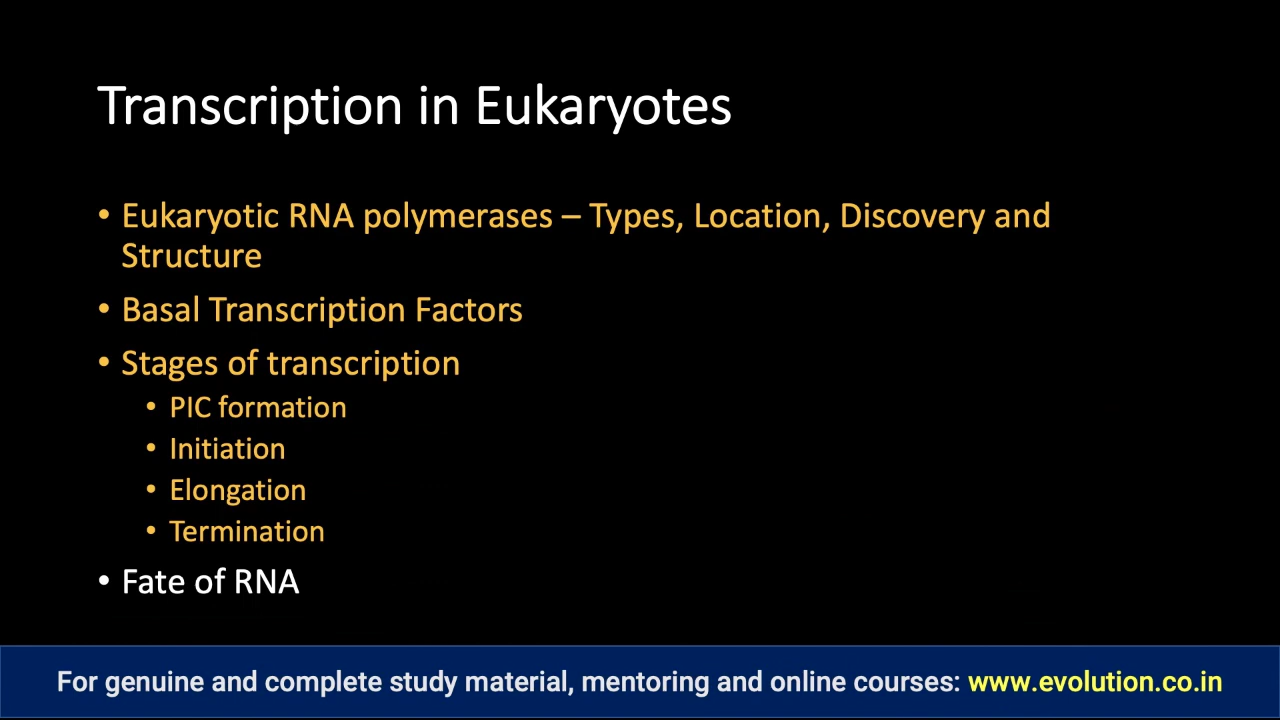 Transcription in Eukaryotes
• Eukaryotic RNA polymerases – Types, Location, Discovery and
Structure
• Basal Transcription Factors
• Stages of transcription
• PIC formation
• Initiation
• Elongation
• Termination
• Fate of RNA
For genuine and complete study material, mentoring and online courses: www.evolution.co.in